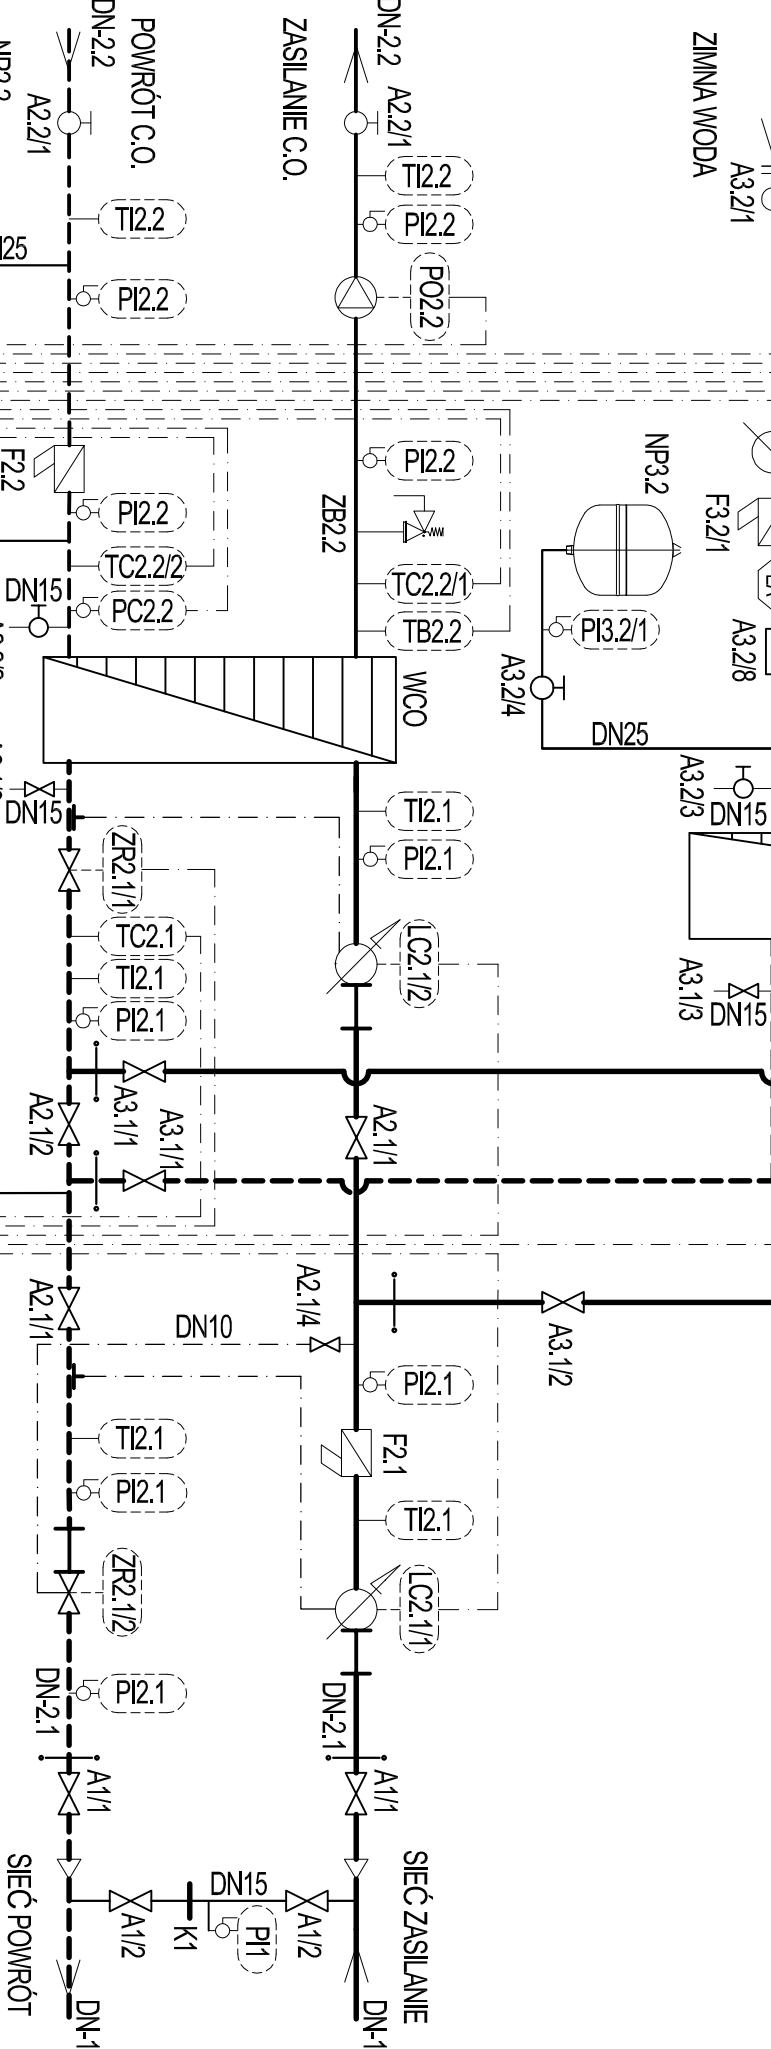 DN-2.2
DN-2.2
ZIMNA WODA
POWRÓT C.O.
ZASILANIE C.O.
A2.2/1
A2.2/1
A3.2/1
TI2.2
TI2.2
PI2.2
PI2.2
PO2.2
NP3.2
F3.2/1
PI2.2
ZB2.2
F2.2
PI2.2
TC2.2/2
TC2.2/1
DN15
PC2.2
TB2.2
PI3.2/1
A3.2/8
A3.2/4
WCO
DN25
A3.2/3
DN15
DN15
TI2.1
PI2.1
ZR2.1/1
TC2.1
TI2.1
PI2.1
LC2.1/2
A3.1/3
DN15
A2.1/2
A3.1/1
A3.1/1
A2.1/1
A2.1/1
A2.1/4
DN10
A3.1/2
PI2.1
F2.1
TI2.1
PI2.1
TI2.1
ZR2.1/2
LC2.1/1
PI2.1
DN-2.1
DN-2.1
A1/1
A1/1
SIEĆ POWRÓT
SIEĆ ZASILANIE
DN15
A1/2
K1
PI1
A1/2
DN-1
DN-1